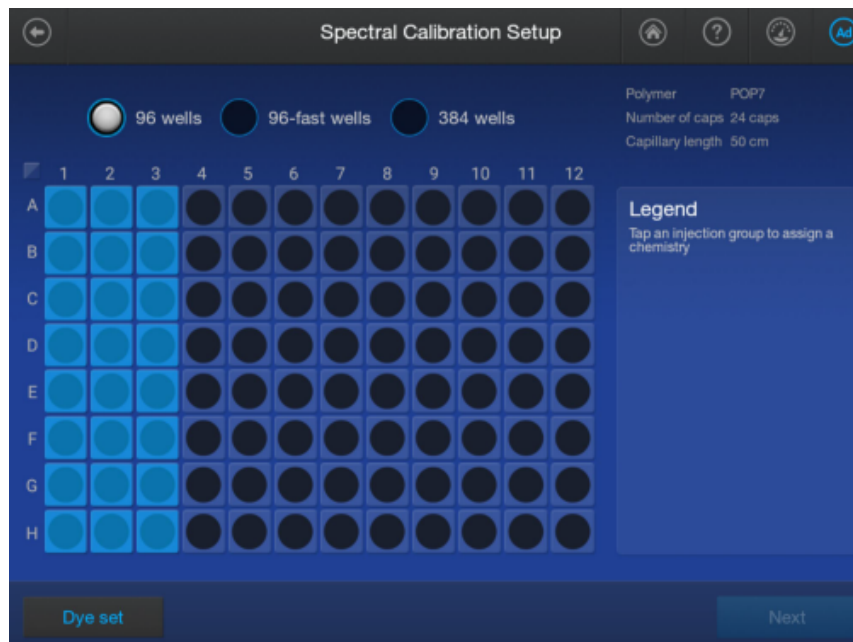 Spectral Calibration Setup
?
Ad
96 wells 96-fast wells 384 wells
Polymer POP7
Number of caps 24 caps
Capillary length 50 cm
1 2 3 4 5 6 7 8 9 10 11 12
A
B
C
D
E
F
G
H
Legend
Tap an injection group to assign a
chemistry
Dye set
Next